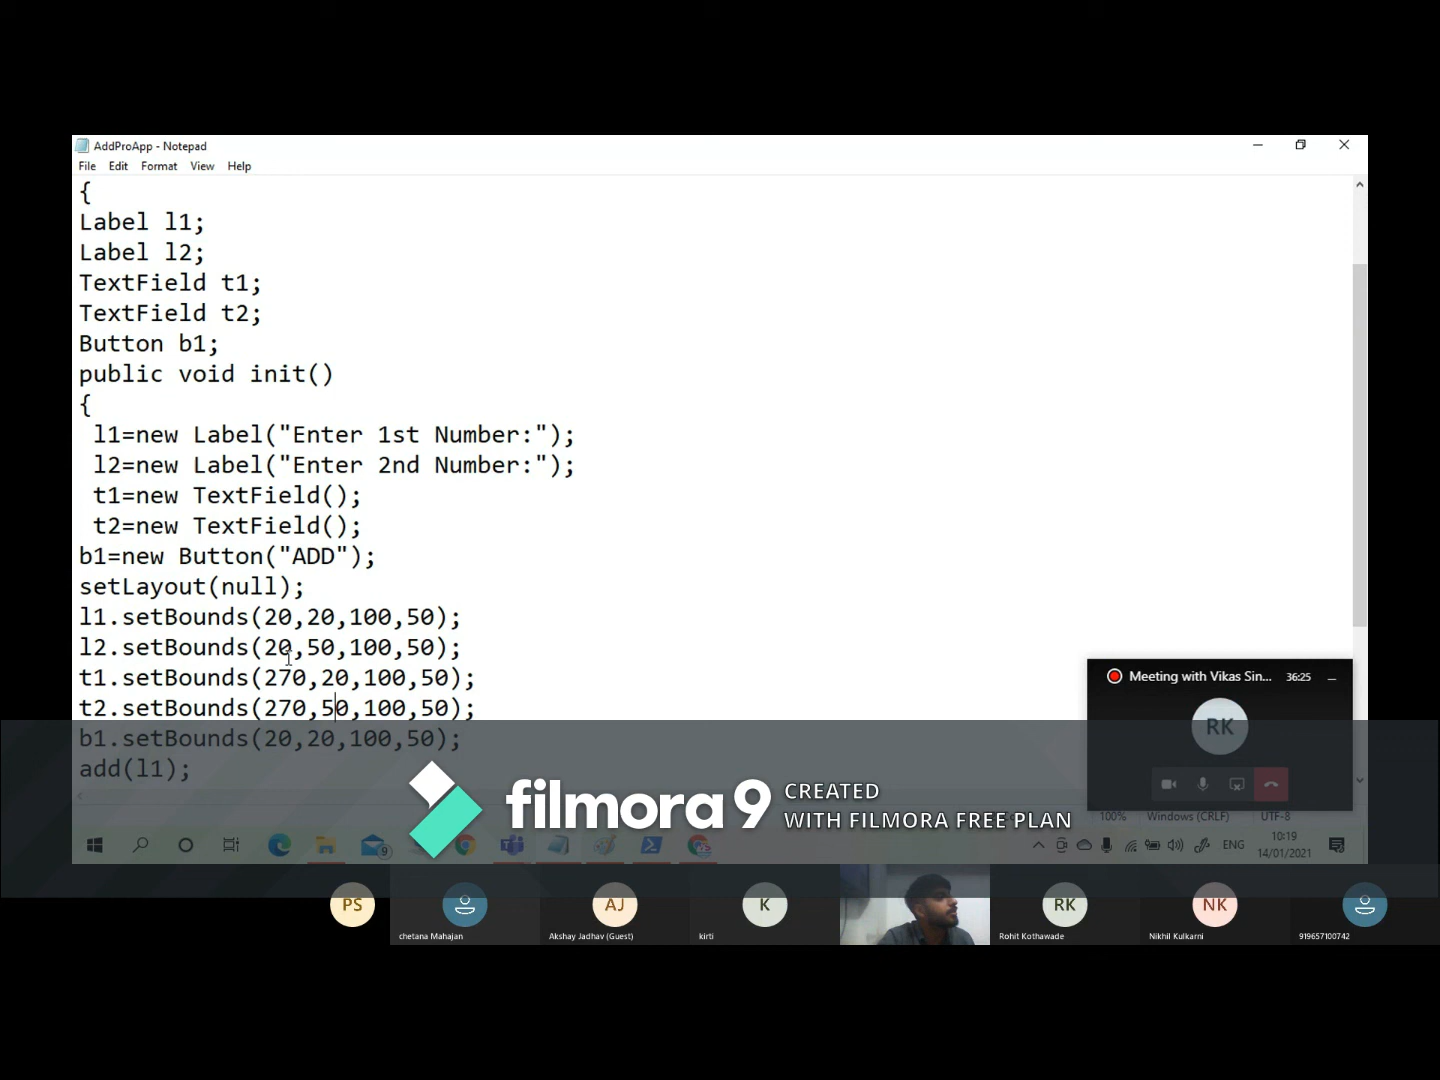 AddProApp - Notepad
File Edit Format View Help
{
Label l1;
Label l2;
TextField t1;
TextField t2;
Button b1;
public void init()
{
l1=new Label("Enter 1st Number:");
l2=new Label("Enter 2nd Number:");
t1=new TextField();
t2=new TextField();
b1=new Button("ADD");
setLayout(null);
l1.setBounds(20,20,100,50);
l2.setBounds(20,50,100,50);
t1.setBounds(270,20,100,50);
t2.setBounds(270,50,100,50);
b1.setBounds(20,20,100,50);
add(l1);
Meeting with Vikas Sin... 36:25
RK
filmora 9 CREATED
WITH FILMORA FREE PLAN
100% Windows (CRLF) UTF-8
9
ENG
10:19
14/01/2021
PS AJ K RK NK
chetana Mahajan Akshay Jadhav (Guest) kirti Rohit Kothawade Nikhil Kulkarni 919657100742